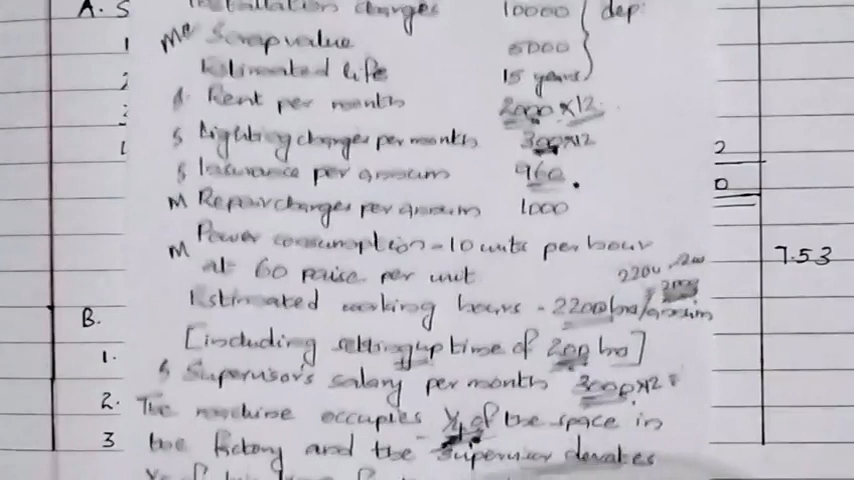 A. S
Installation charges 10000 dep.
1 M Scrap value 5000
2 Estimated life 15 years
Rent per month 2000 × 12
S Lighting charges per month 300×12
2
S Insurance per annum 960.
0
M Repair charges per annum 1000
M Power consumption - 10 units per hour
7.53
at 60 paise per unit
2200
Estimated working hours - 2200 hrs/annum
B.
[including setting up time of 200 hrs]
1.
S Supervisor's salary per month 3000×12
2. The machine occupies 1/4 of the space in
3 the factory and the supervisor devotes